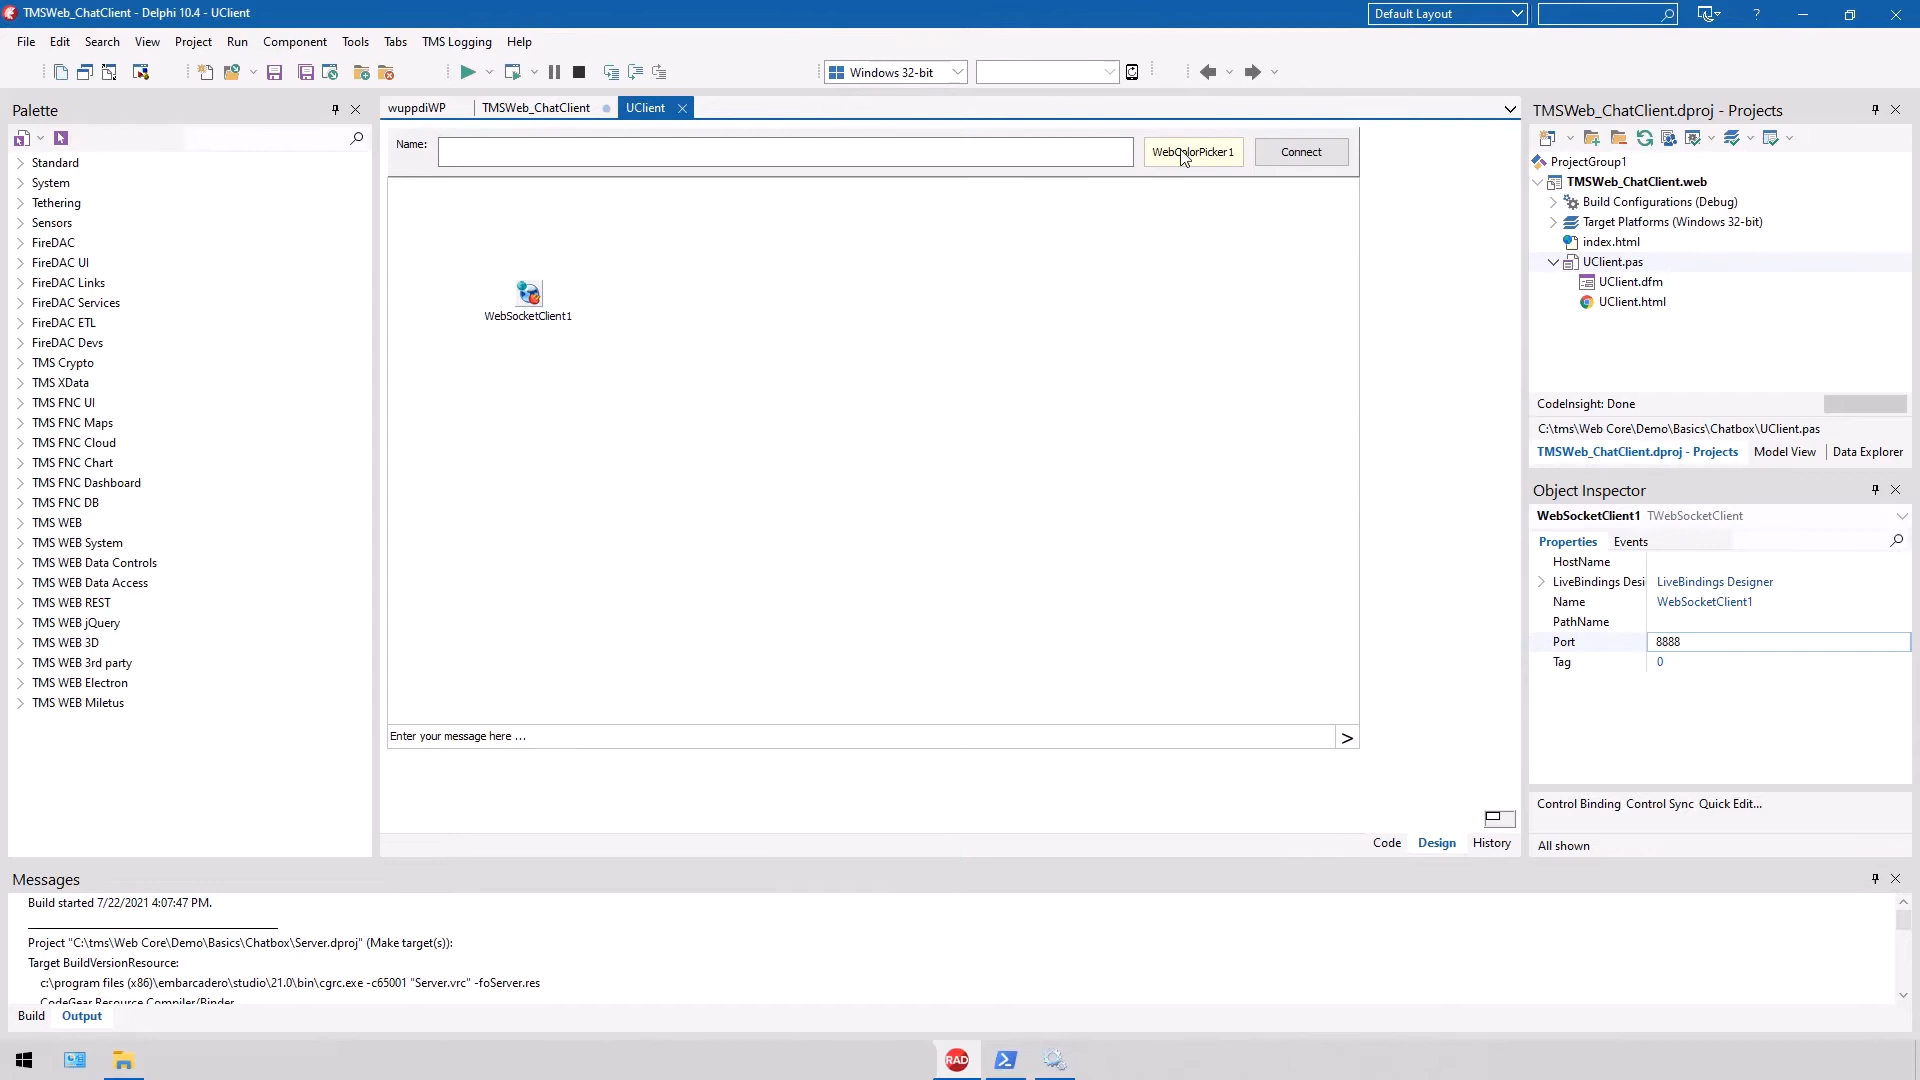 TMSWeb_ChatClient - Delphi 10.4 - UClient
Default Layout
?
File Edit Search View Project Run Component Tools Tabs TMS Logging Help
Windows 32-bit
Palette
Standard
System
Tethering
Sensors
FireDAC
FireDAC UI
FireDAC Links
FireDAC Services
FireDAC ETL
FireDAC Devs
TMS Crypto
TMS XData
TMS FNC UI
TMS FNC Maps
TMS FNC Cloud
TMS FNC Chart
TMS FNC Dashboard
TMS FNC DB
TMS WEB
TMS WEB System
TMS WEB Data Controls
TMS WEB Data Access
TMS WEB REST
TMS WEB jQuery
TMS WEB 3D
TMS WEB 3rd party
TMS WEB Electron
TMS WEB Miletus
wuppdiWP TMSWeb_ChatClient UClient
Name:
WebColorPicker1
Connect
WebSocketClient1
Enter your message here ...
>
Code Design History
TMSWeb_ChatClient.dproj - Projects
ProjectGroup1
TMSWeb_ChatClient.web
Build Configurations (Debug)
Target Platforms (Windows 32-bit)
index.html
UClient.pas
UClient.dfm
UClient.html
CodeInsight: Done
C:\tms\Web Core\Demo\Basics\Chatbox\UClient.pas
TMSWeb_ChatClient.dproj - Projects Model View Data Explorer
Object Inspector
WebSocketClient1 TWebSocketClient
Properties Events
HostName
LiveBindings Desi LiveBindings Designer
Name WebSocketClient1
PathName
Port 8888
Tag 0
Control Binding Control Sync Quick Edit...
All shown
Messages
Build started 7/22/2021 4:07:47 PM.
Project "C:\tms\Web Core\Demo\Basics\Chatbox\Server.dproj" (Make target(s)):
Target BuildVersionResource:
c:\program files (x86)\embarcadero\studio\21.0\bin\cgrc.exe -c65001 "Server.vrc" -foServer.res
CodeGear Resource Compiler/Binder
Build Output
RAD